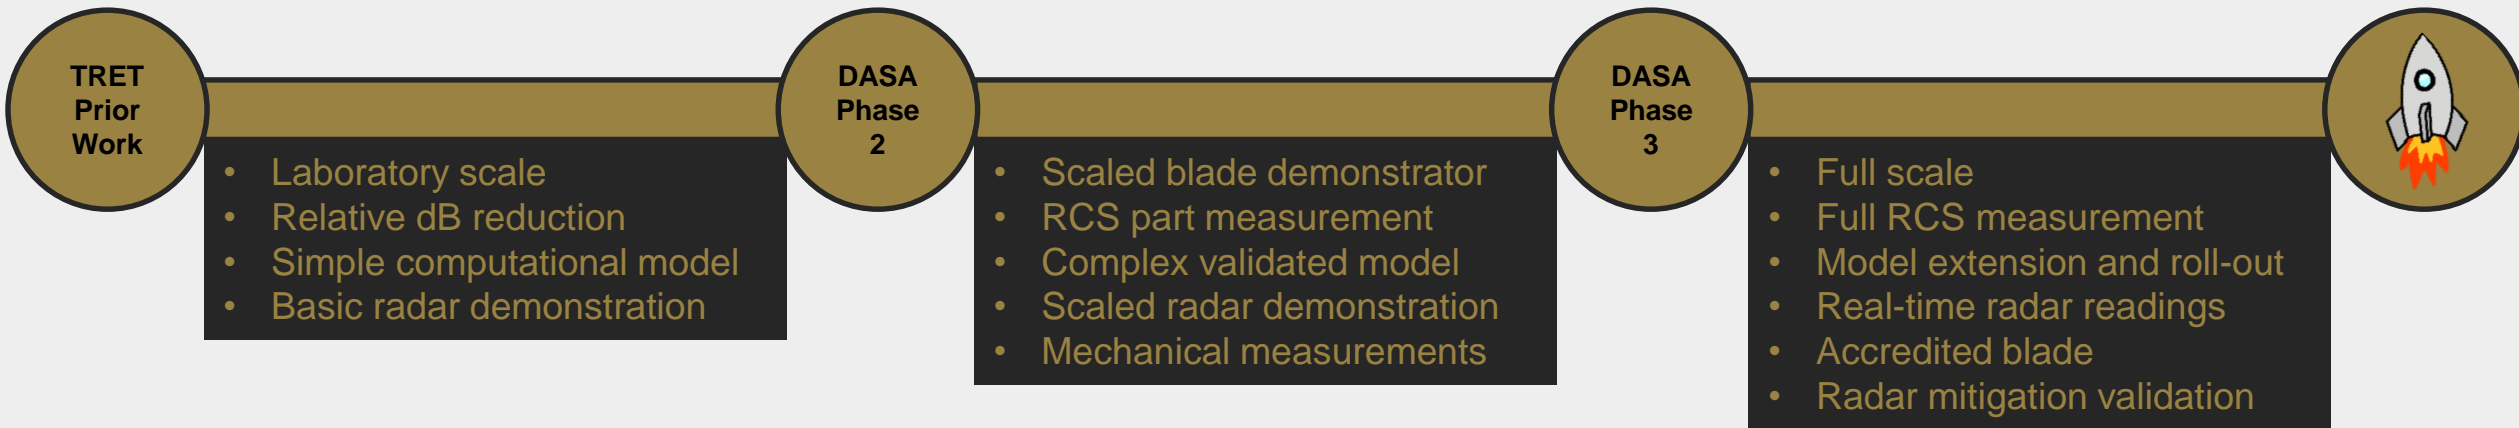 TRET
Prior
Work
• Laboratory scale
• Relative dB reduction
• Simple computational model
• Basic radar demonstration
DASA
Phase
2
• Scaled blade demonstrator
• RCS part measurement
• Complex validated model
• Scaled radar demonstration
• Mechanical measurements
DASA
Phase
3
• Full scale
• Full RCS measurement
• Model extension and roll-out
• Real-time radar readings
• Accredited blade
• Radar mitigation validation